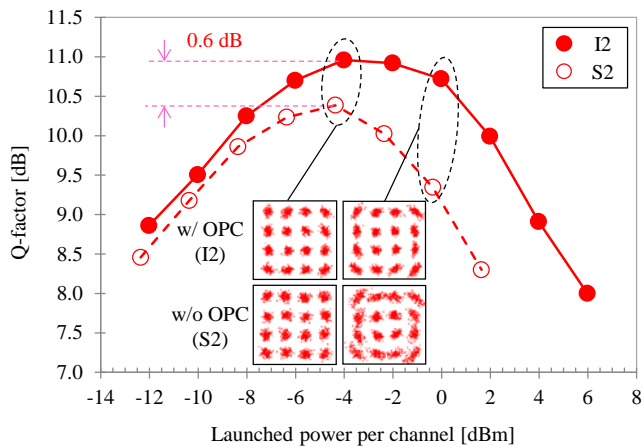 0.6 dB
I2
S2
Q-factor [dB]
11.0
10.5
10.0
9.5
9.0
8.5
8.0
7.5
7.0
w/ OPC
(I2)
w/o OPC
(S2)
-14 -12 -10 -8 -6 -4 -2 0 2 4 6 8
Launched power per channel [dBm]